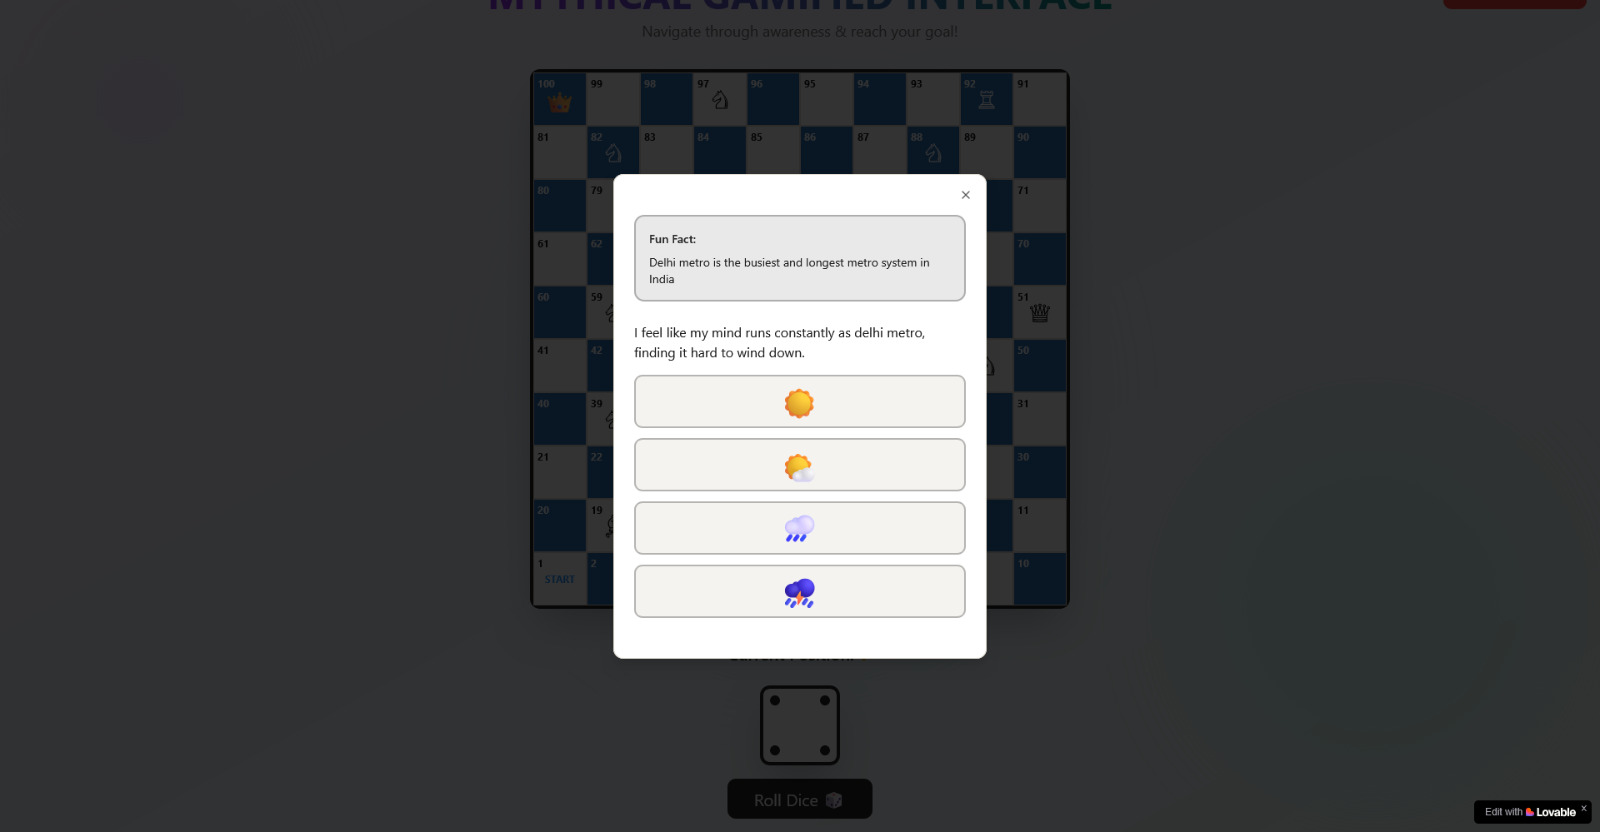 MYTHICAL GAMIFIED INTERFACE
Navigate through awareness & reach your goal!
100 99 98 97 96 95 94 93 92 91
81 82 83 84 85 86 87 88 89 90
80 79 71
Fun Fact:
Delhi metro is the busiest and longest metro system in
India
61 62 70
60 59 51
I feel like my mind runs constantly as delhi metro,
finding it hard to wind down.
41 42 50
40 39 31
21 22 30
20 19 11
1 2 10
START
Roll Dice
Edit with Lovable